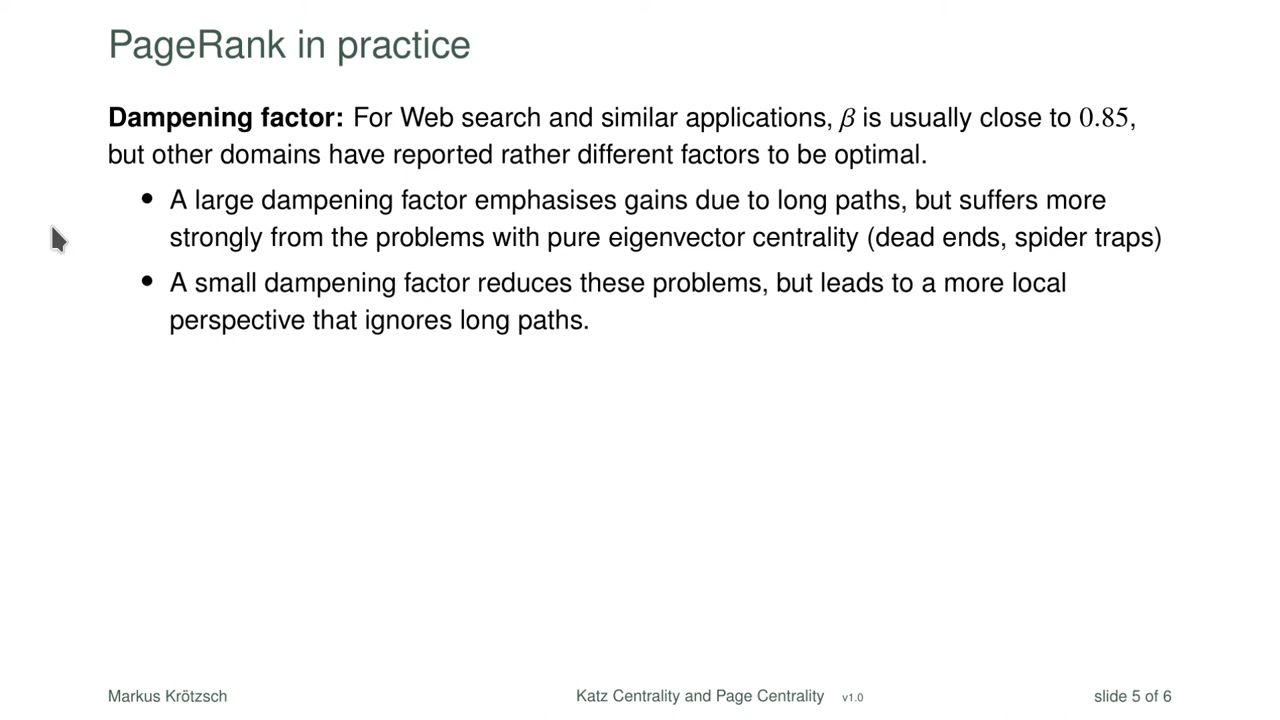 PageRank in practice
Dampening factor: For Web search and similar applications, β is usually close to 0.85,
but other domains have reported rather different factors to be optimal.
• A large dampening factor emphasises gains due to long paths, but suffers more
strongly from the problems with pure eigenvector centrality (dead ends, spider traps)
• A small dampening factor reduces these problems, but leads to a more local
perspective that ignores long paths.
Markus Krötzsch Katz Centrality and Page Centrality v1.0 slide 5 of 6